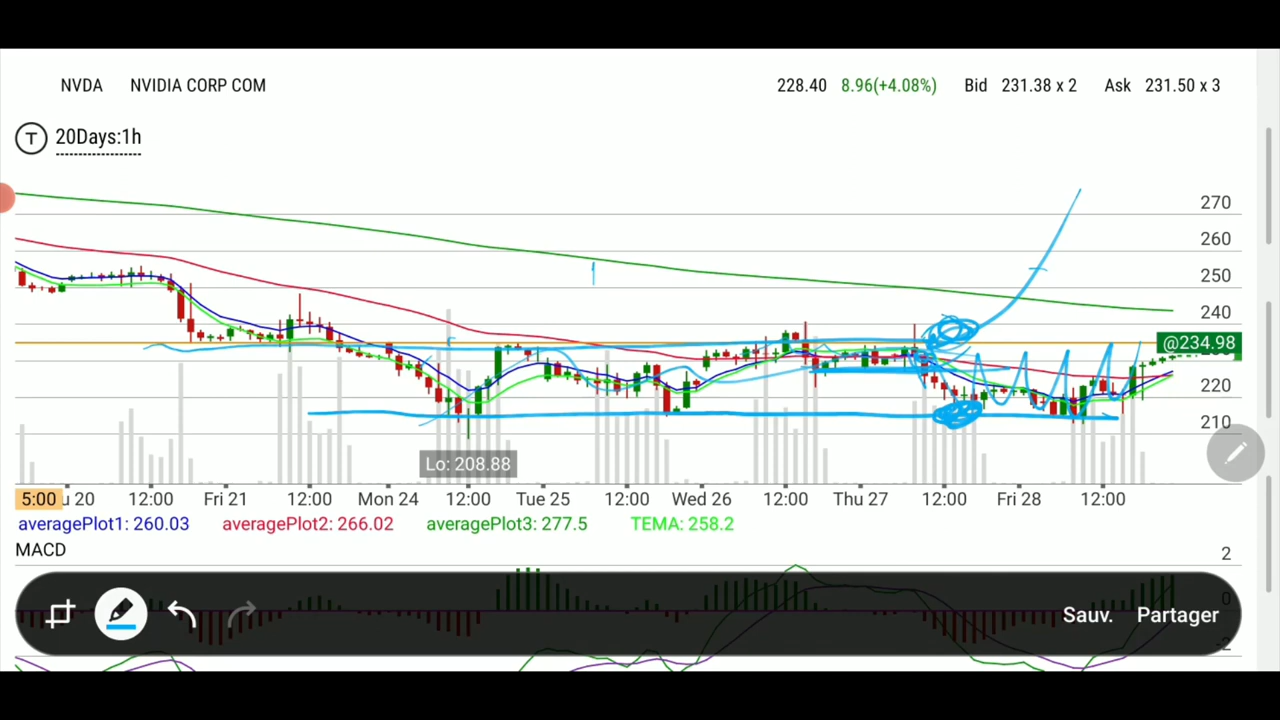 NVDA NVIDIA CORP COM 228.40 8.96(+4.08%) Bid 231.38 x 2 Ask 231.50 x 3
T 20Days:1h
270
260
250
240
@234.98
220
210
Lo: 208.88
5:00 u 20 12:00 Fri 21 12:00 Mon 24 12:00 Tue 25 12:00 Wed 26 12:00 Thu 27 12:00 Fri 28 12:00
averagePlot1: 260.03 averagePlot2: 266.02 averagePlot3: 277.5 TEMA: 258.2
MACD
2
0
Sauv. Partager
-2